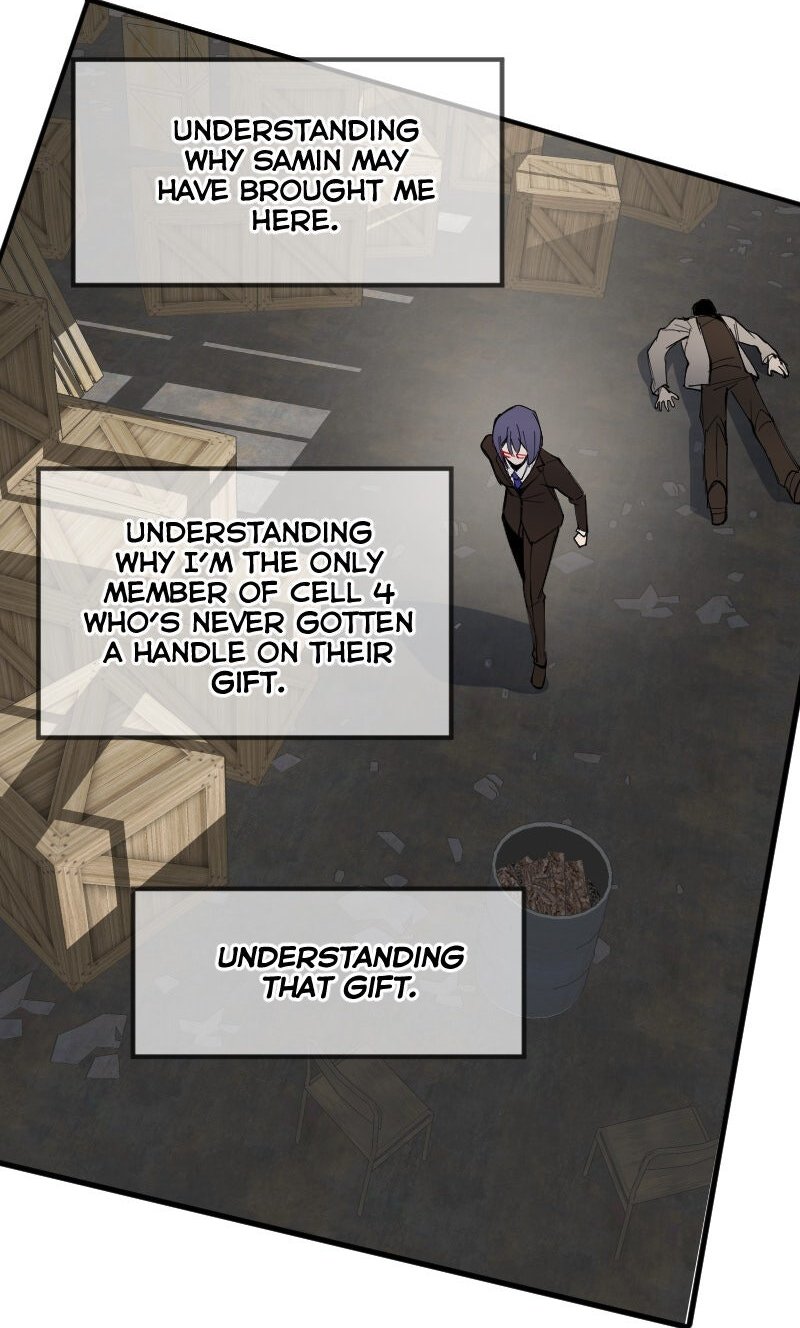 UNDERSTANDING
WHY SAMIN MAY
HAVE BROUGHT ME
HERE.
UNDERSTANDING
WHY I'M THE ONLY
MEMBER OF CELL 4
WHO'S NEVER GOTTEN
A HANDLE ON THEIR
GIFT.
UNDERSTANDING
THAT GIFT.